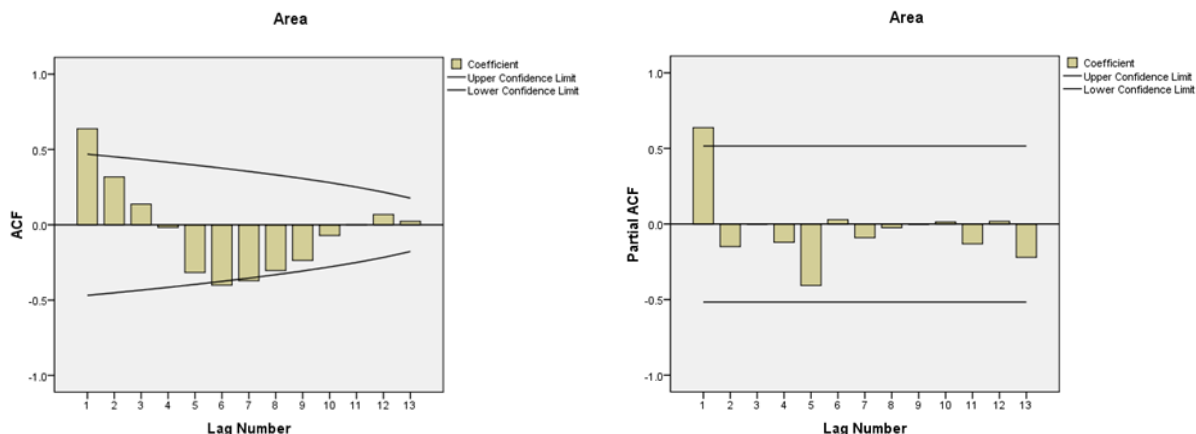 Area
Coefficient
Upper Confidence Limit
Lower Confidence Limit
ACF
1.0
0.5
0.0
-0.5
-1.0
1 2 3 4 5 6 7 8 9 10 11 12 13
Lag Number
Area
Coefficient
Upper Confidence Limit
Lower Confidence Limit
Partial ACF
1.0
0.5
0.0
-0.5
-1.0
1 2 3 4 5 6 7 8 9 10 11 12 13
Lag Number